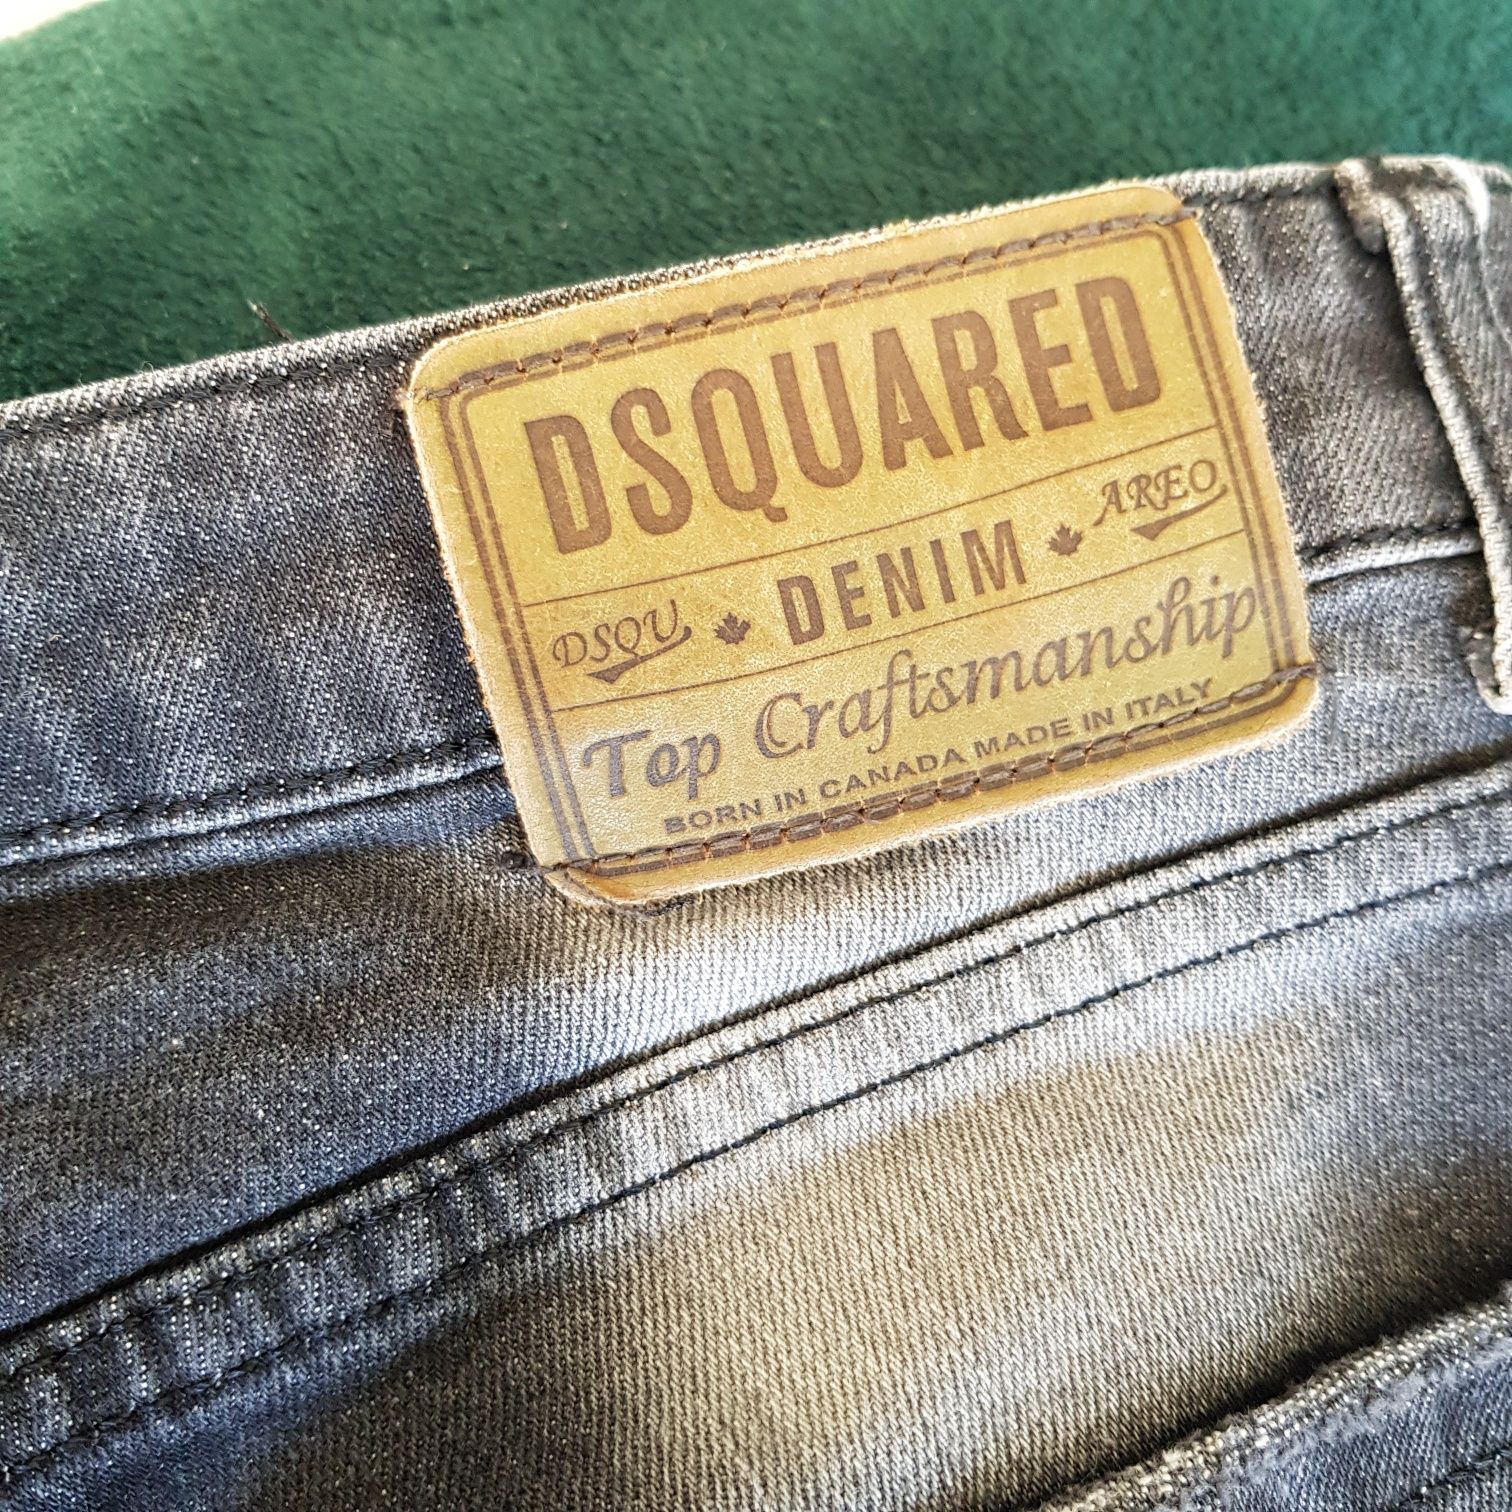 DSQUARED
DSQU DENIM AREO
Top Craftsmanship
BORN IN CANADA MADE IN ITALY